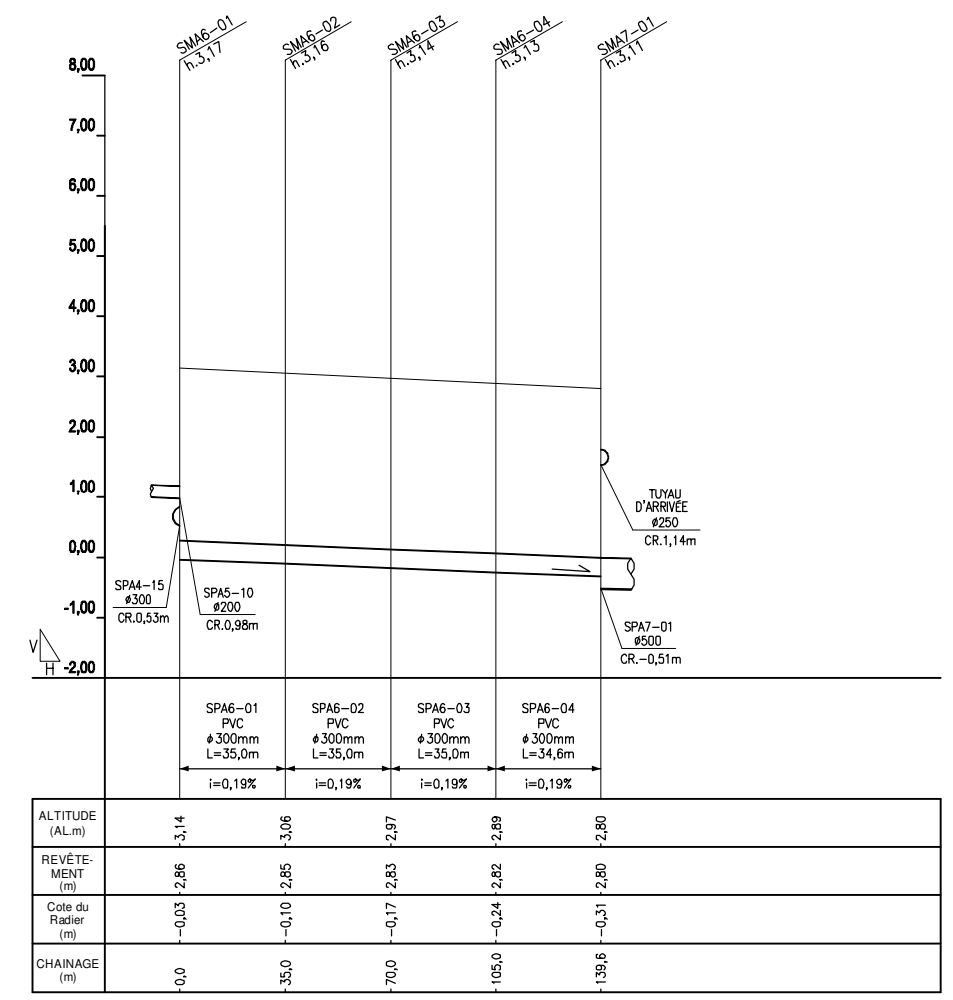 SMA6-01
h.3,17
SMA6-02
h.3,16
SMA6-03
h.3,14
SMA6-04
h.3,13
SMA7-01
h.3,11
8,00
7,00
6,00
5,00
4,00
3,00
2,00
1,00
0,00
-1,00
-2,00
V
H
SPA4-15
ø300
CR.0,53m
SPA5-10
ø200
CR.0,98m
TUYAU
D'ARRIVÉE
ø250
CR.1,14m
SPA7-01
ø500
CR.-0,51m
SPA6-01
PVC
ø300mm
L=35,0m
i=0,19%
SPA6-02
PVC
ø300mm
L=35,0m
i=0,19%
SPA6-03
PVC
ø300mm
L=35,0m
i=0,19%
SPA6-04
PVC
ø300mm
L=34,6m
i=0,19%
ALTITUDE
(AL.m)
3,14
3,06
2,97
2,89
2,80
REVÊTE-
MENT
(m)
2,86
2,85
2,83
2,82
2,80
Cote du
Radier
(m)
-0,03
-0,10
-0,17
-0,24
-0,31
CHAINAGE
(m)
0,0
35,0
70,0
105,0
139,6